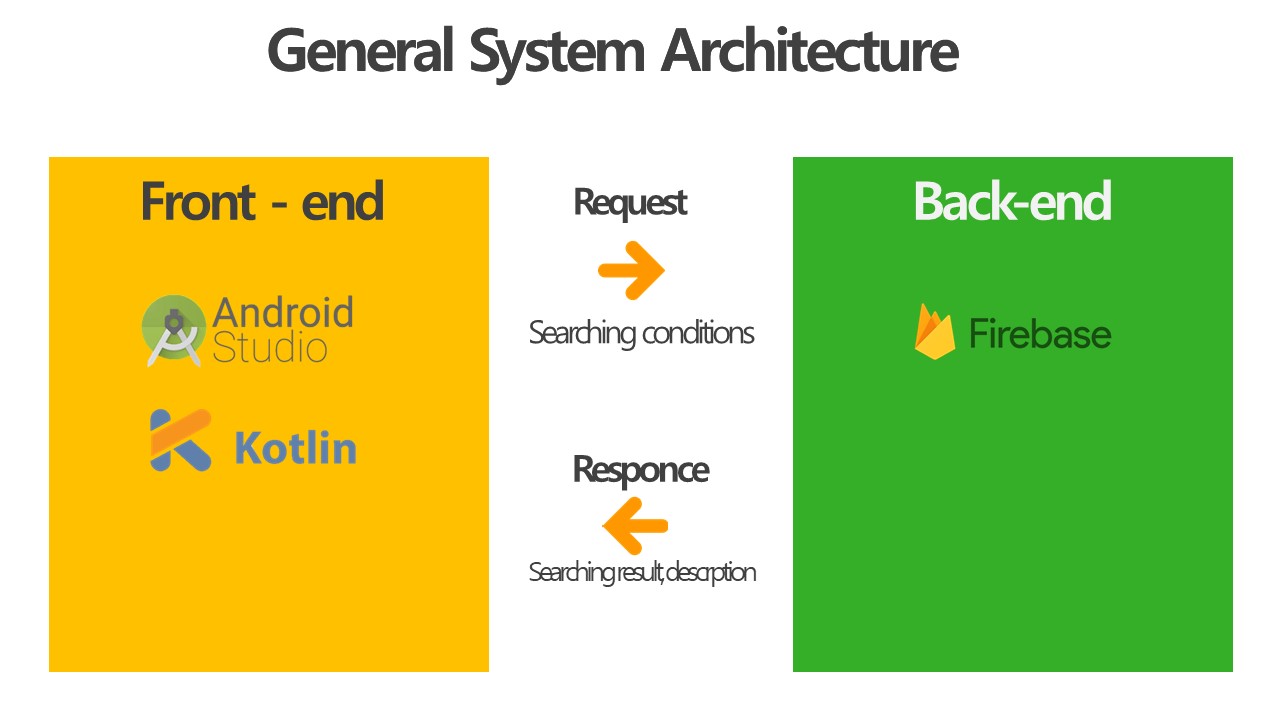 General System Architecture
Front - end
Android
Studio
Kotlin
Request
Searching conditions
Responce
Searching result, descrption
Back-end
Firebase